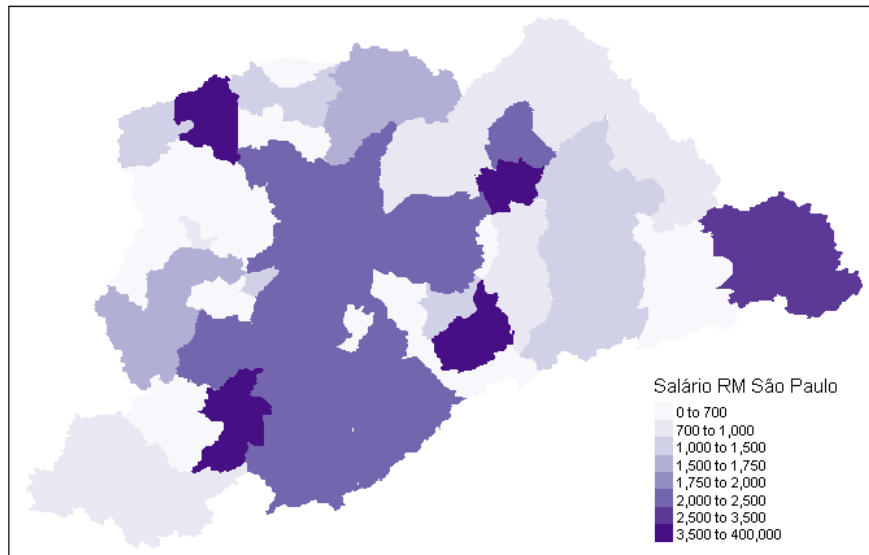 Salário RM São Paulo
0 to 700
700 to 1,000
1,000 to 1,500
1,500 to 1,750
1,750 to 2,000
2,000 to 2,500
2,500 to 3,500
3,500 to 400,000